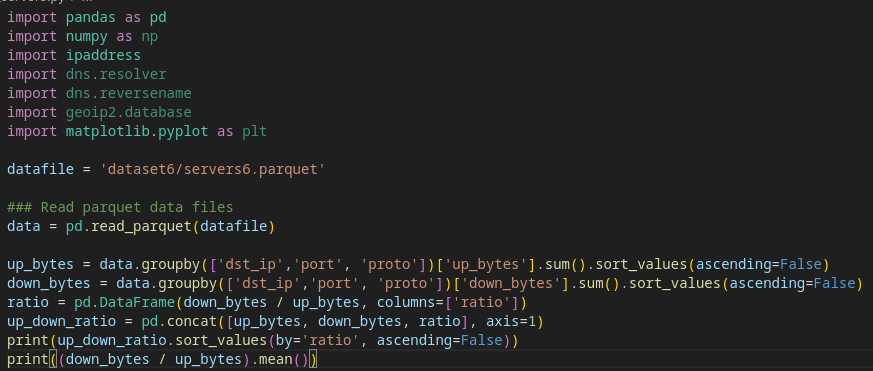 import pandas as pd
import numpy as np
import ipaddress
import dns.resolver
import dns.reversename
import geoip2.database
import matplotlib.pyplot as plt
datafile = 'dataset6/servers6.parquet'
### Read parquet data files
data = pd.read_parquet(datafile)
up_bytes = data.groupby(['dst_ip','port', 'proto'])['up_bytes'].sum().sort_values(ascending=False)
down_bytes = data.groupby(['dst_ip','port', 'proto'])['down_bytes'].sum().sort_values(ascending=False)
ratio = pd.DataFrame(down_bytes / up_bytes, columns=['ratio'])
up_down_ratio = pd.concat([up_bytes, down_bytes, ratio], axis=1)
print(up_down_ratio.sort_values(by='ratio', ascending=False))
print((down_bytes / up_bytes).mean())